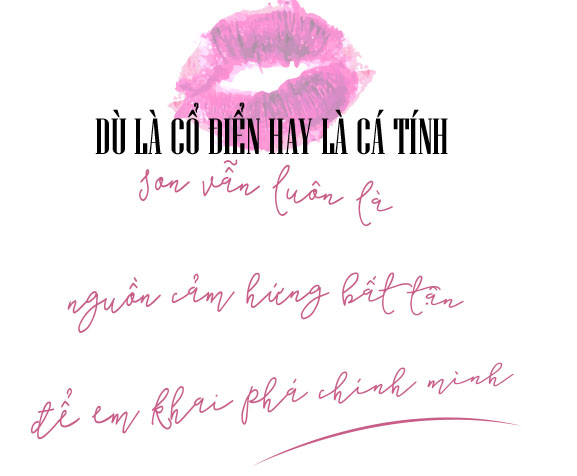 DÙ LÀ CỔ ĐIỂN HAY LÀ CÁ TÍNH
son vẫn luôn là
nguồn cảm hứng bất tận
để em khai phá chính mình